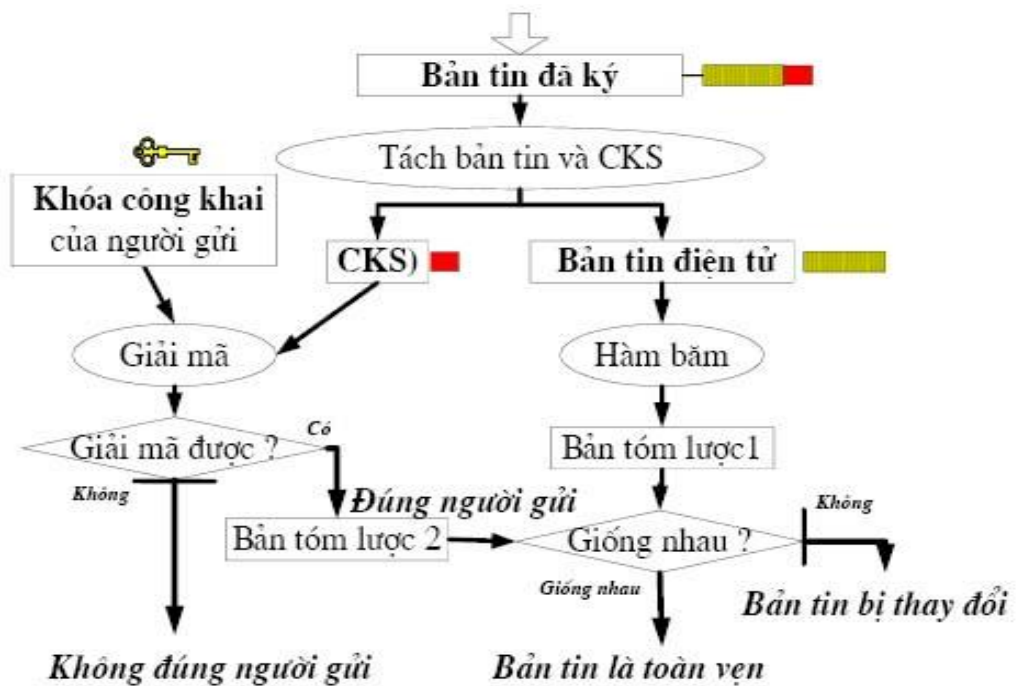 Bản tin đã ký
Tách bản tin và CKS
Khóa công khai
của người gửi
CKS)
Bản tin điện tử
Giải mã
Hàm băm
Giải mã được ?
Có
Bản tóm lược1
Không
Đúng người gửi
Không
Bản tóm lược 2
Giống nhau ?
Giống nhau
Bản tin bị thay đổi
Không đúng người gửi
Bản tin là toàn vẹn